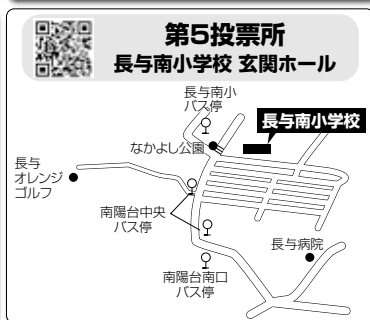 第5投票所
長与南小学校 玄関ホール
長与南小
バス停
長与南小学校
なかよし公園
長与
オレンジ
ゴルフ
南陽台中央
バス停
長与病院
南陽台南口
バス停